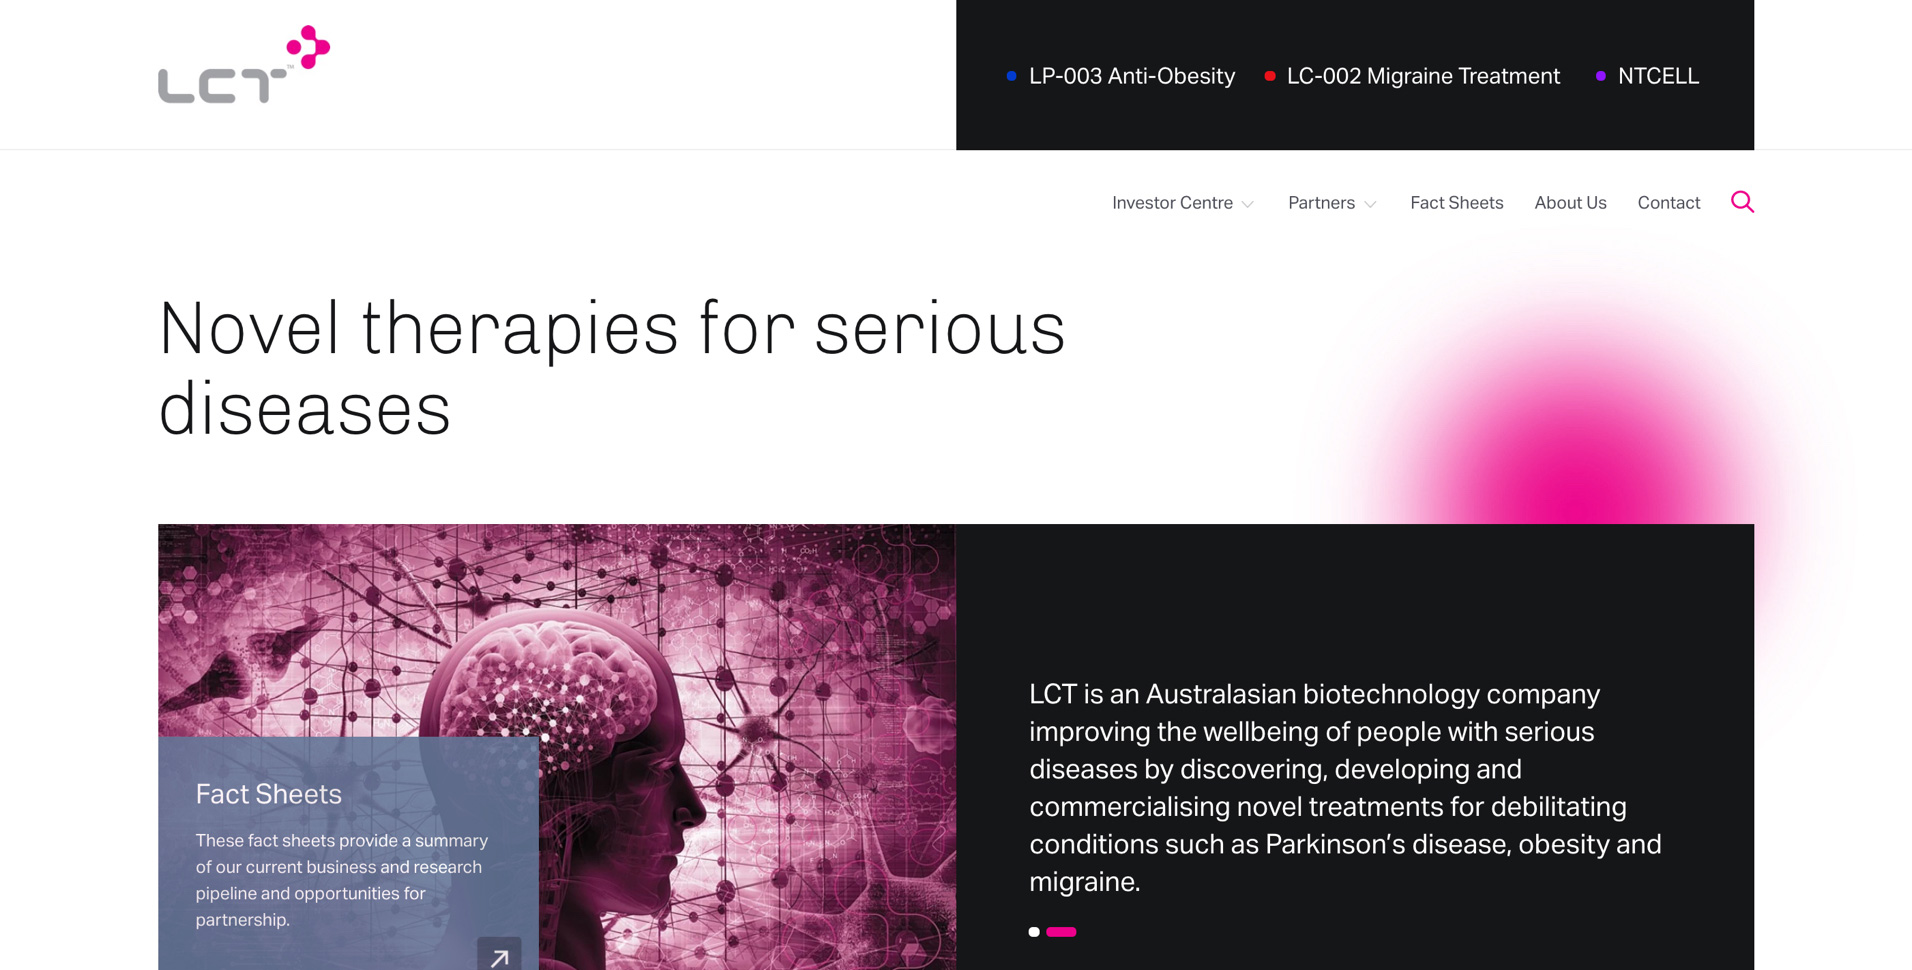 LCT™
LP-003 Anti-Obesity
LC-002 Migraine Treatment
NTCELL
Investor Centre
Partners
Fact Sheets
About Us
Contact
Novel therapies for serious
diseases
Fact Sheets
These fact sheets provide a summary
of our current business and research
pipeline and opportunities for
partnership.
LCT is an Australasian biotechnology company
improving the wellbeing of people with serious
diseases by discovering, developing and
commercialising novel treatments for debilitating
conditions such as Parkinson’s disease, obesity and
migraine.